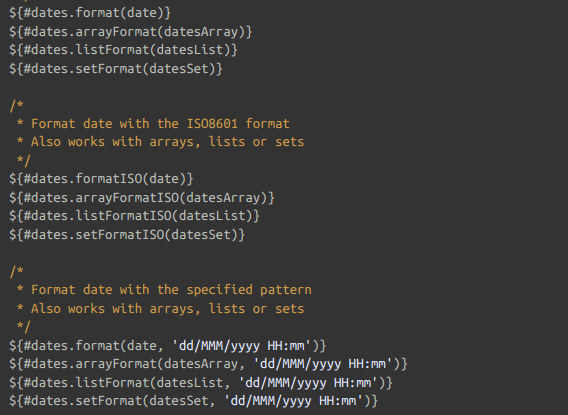 ${#dates.format(date)}
${#dates.arrayFormat(datesArray)}
${#dates.listFormat(datesList)}
${#dates.setFormat(datesSet)}
/*
* Format date with the ISO8601 format
* Also works with arrays, lists or sets
*/
${#dates.formatISO(date)}
${#dates.arrayFormatISO(datesArray)}
${#dates.listFormatISO(datesList)}
${#dates.setFormatISO(datesSet)}
/*
* Format date with the specified pattern
* Also works with arrays, lists or sets
*/
${#dates.format(date, 'dd/MMM/yyyy HH:mm')}
${#dates.arrayFormat(datesArray, 'dd/MMM/yyyy HH:mm')}
${#dates.listFormat(datesList, 'dd/MMM/yyyy HH:mm')}
${#dates.setFormat(datesSet, 'dd/MMM/yyyy HH:mm')}